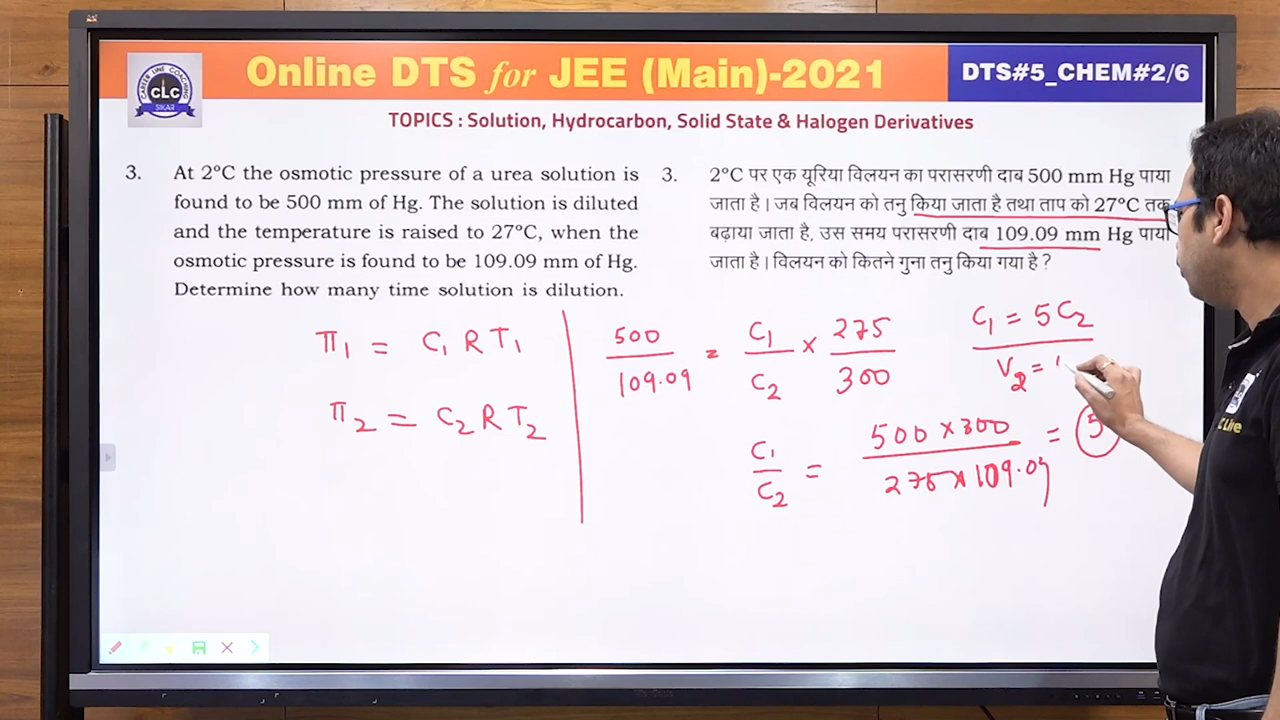 Online DTS for JEE (Main)-2021
DTS#5_CHEM#2/6
CAREER LINE COACHING
CLC
SIKAR
TOPICS : Solution, Hydrocarbon, Solid State & Halogen Derivatives
3. At 2°C the osmotic pressure of a urea solution is
found to be 500 mm of Hg. The solution is diluted
and the temperature is raised to 27°C, when the
osmotic pressure is found to be 109.09 mm of Hg.
Determine how many time solution is dilution.
3. 2°C पर एक यूरिया विलयन का परासरणी दाब 500 mm Hg पाया
जाता है। जब विलयन को तनु किया जाता है तथा ताप को 27°C तक
बढ़ाया जाता है, उस समय परासरणी दाब 109.09 mm Hg पाया
जाता है। विलयन को कितने गुना तनु किया गया है ?
π₁ = C₁RT₁
π₂ = C₂RT₂
500/109.09 = C₁/C₂ × 275/300
C₁/C₂ = 500×300/275×109.09 = 5
C₁ = 5C₂
V₂ =